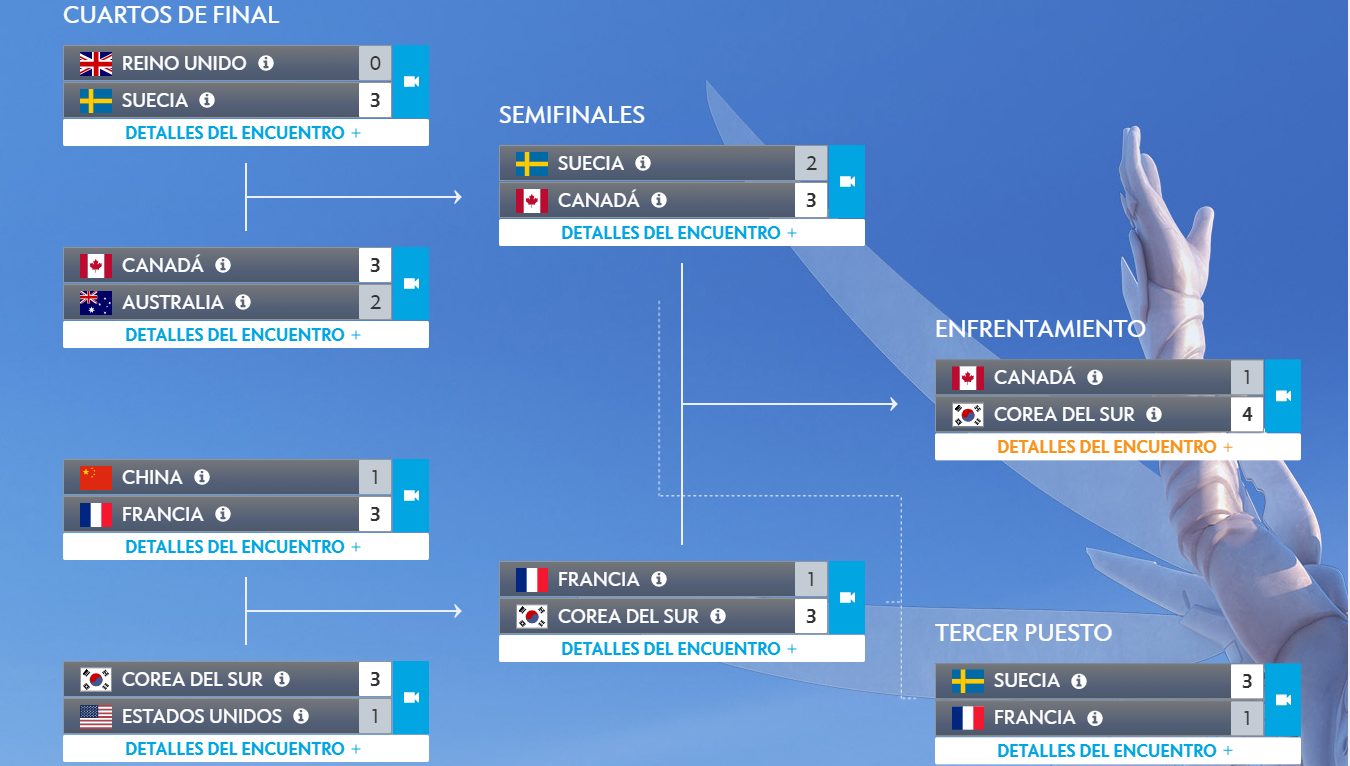 CUARTOS DE FINAL
REINO UNIDO 0
SUECIA 3
DETALLES DEL ENCUENTRO +
CANADÁ 3
AUSTRALIA 2
DETALLES DEL ENCUENTRO +
CHINA 1
FRANCIA 3
DETALLES DEL ENCUENTRO +
COREA DEL SUR 3
ESTADOS UNIDOS 1
DETALLES DEL ENCUENTRO +
SEMIFINALES
SUECIA 2
CANADÁ 3
DETALLES DEL ENCUENTRO +
FRANCIA 1
COREA DEL SUR 3
DETALLES DEL ENCUENTRO +
ENFRENTAMIENTO
CANADÁ 1
COREA DEL SUR 4
DETALLES DEL ENCUENTRO +
TERCER PUESTO
SUECIA 3
FRANCIA 1
DETALLES DEL ENCUENTRO +